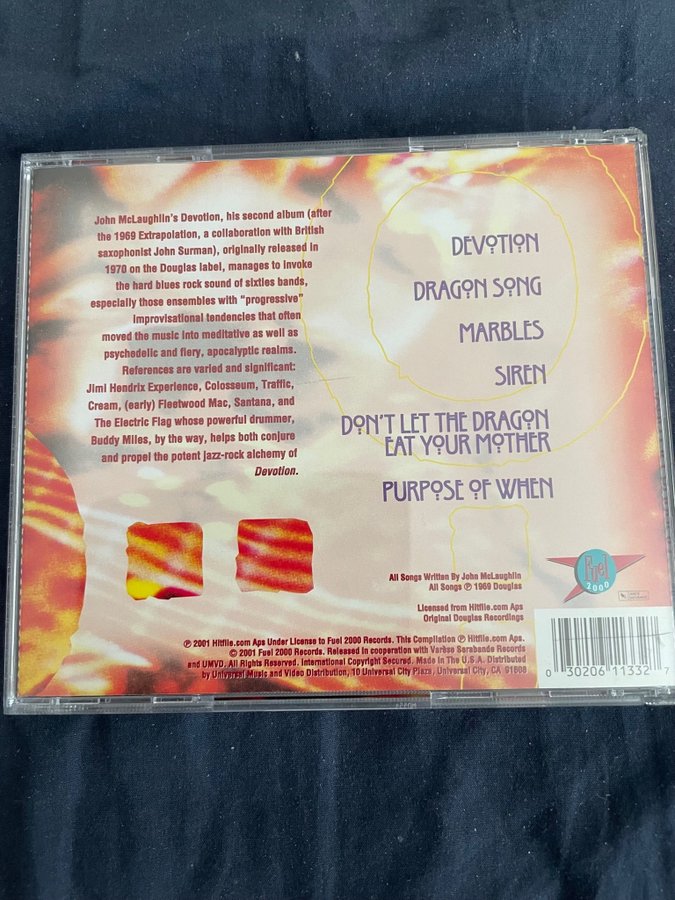 John McLaughlin's Devotion, his second album (after
the 1969 Extrapolation, a collaboration with British
saxophonist John Surman), originally released in
1970 on the Douglas label, manages to invoke
the hard blues rock sound of sixties bands,
especially those ensembles with "progressive"
improvisational tendencies that often
moved the music into meditative as well as
psychedelic and fiery, apocalyptic realms.
References are varied and significant:
Jimi Hendrix Experience, Colosseum, Traffic,
Cream, (early) Fleetwood Mac, Santana, and
The Electric Flag whose powerful drummer,
Buddy Miles, by the way, helps both conjure
and propel the potent jazz-rock alchemy of
Devotion.
DEVOTION
DRAGON SONG
MARBLES
SIREN
DON'T LET THE DRAGON
EAT YOUR MOTHER
PURPOSE OF WHEN
All Songs Written By John McLaughlin
All Songs ℗ 1969 Douglas
Licensed from Hitfile.com Aps
Original Douglas Recordings
℗ 2001 Hitfile.com Aps Under License to Fuel 2000 Records. This Compilation ℗ Hitfile.com Aps.
© 2001 Fuel 2000 Records. Released in cooperation with Varèse Sarabande Records
and UMVD. All Rights Reserved. International Copyright Secured. Made in The U.S.A. Distributed
by Universal Music and Video Distribution, 10 Universal City Plaza, Universal City, CA 91608
Fuel
2000
0 30206 11332 7